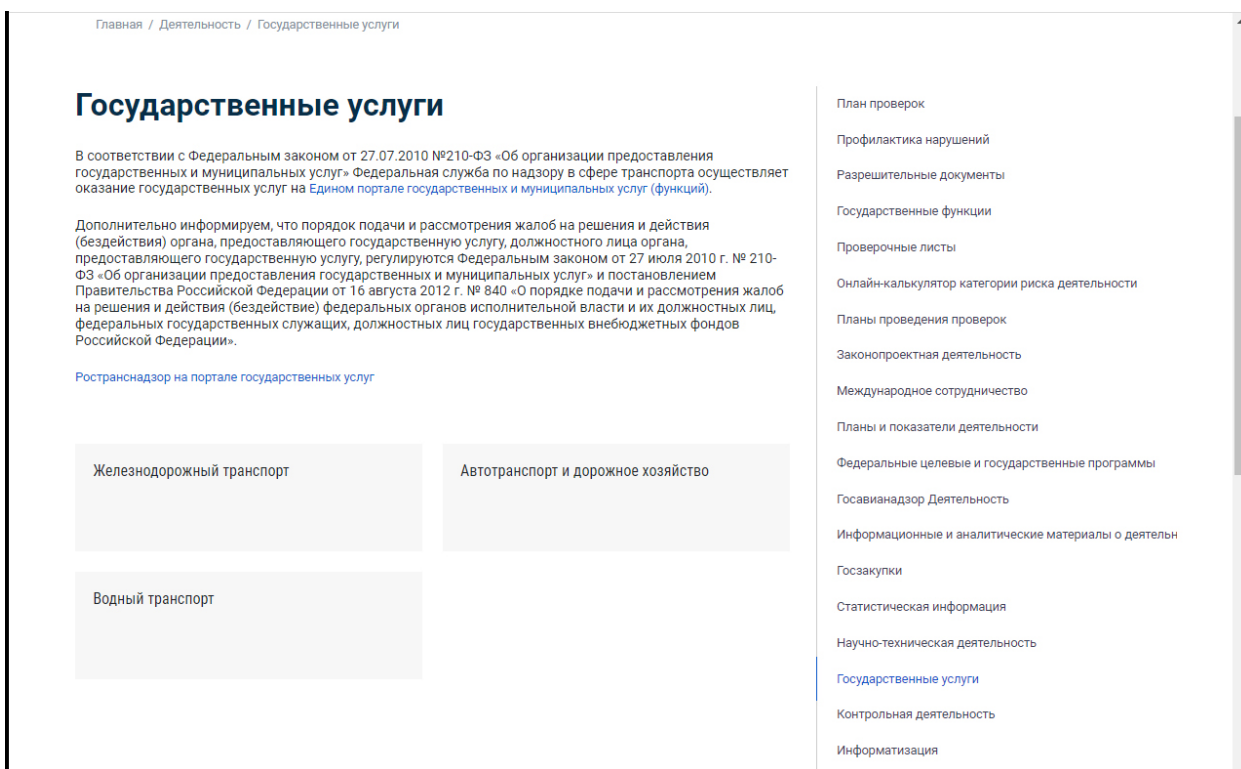 Главная / Деятельность / Государственные услуги
Государственные услуги
В соответствии с Федеральным законом от 27.07.2010 №210-ФЗ «Об организации предоставления
государственных и муниципальных услуг» Федеральная служба по надзору в сфере транспорта осуществляет
оказание государственных услуг на Едином портале государственных и муниципальных услуг (функций).
Дополнительно информируем, что порядок подачи и рассмотрения жалоб на решения и действия
(бездействия) органа, предоставляющего государственную услугу, должностного лица органа,
предоставляющего государственную услугу, регулируются Федеральным законом от 27 июля 2010 г. № 210-
ФЗ «Об организации предоставления государственных и муниципальных услуг» и постановлением
Правительства Российской Федерации от 16 августа 2012 г. № 840 «О порядке подачи и рассмотрения жалоб
на решения и действия (бездействие) федеральных органов исполнительной власти и их должностных лиц,
федеральных государственных служащих, должностных лиц государственных внебюджетных фондов
Российской Федерации».
Ространснадзор на портале государственных услуг
Железнодорожный транспорт
Автотранспорт и дорожное хозяйство
Водный транспорт
План проверок
Профилактика нарушений
Разрешительные документы
Государственные функции
Проверочные листы
Онлайн-калькулятор категории риска деятельности
Планы проведения проверок
Законопроектная деятельность
Международное сотрудничество
Планы и показатели деятельности
Федеральные целевые и государственные программы
Госавианадзор Деятельность
Информационные и аналитические материалы о деятельн
Госзакупки
Статистическая информация
Научно-техническая деятельность
Государственные услуги
Контрольная деятельность
Информатизация